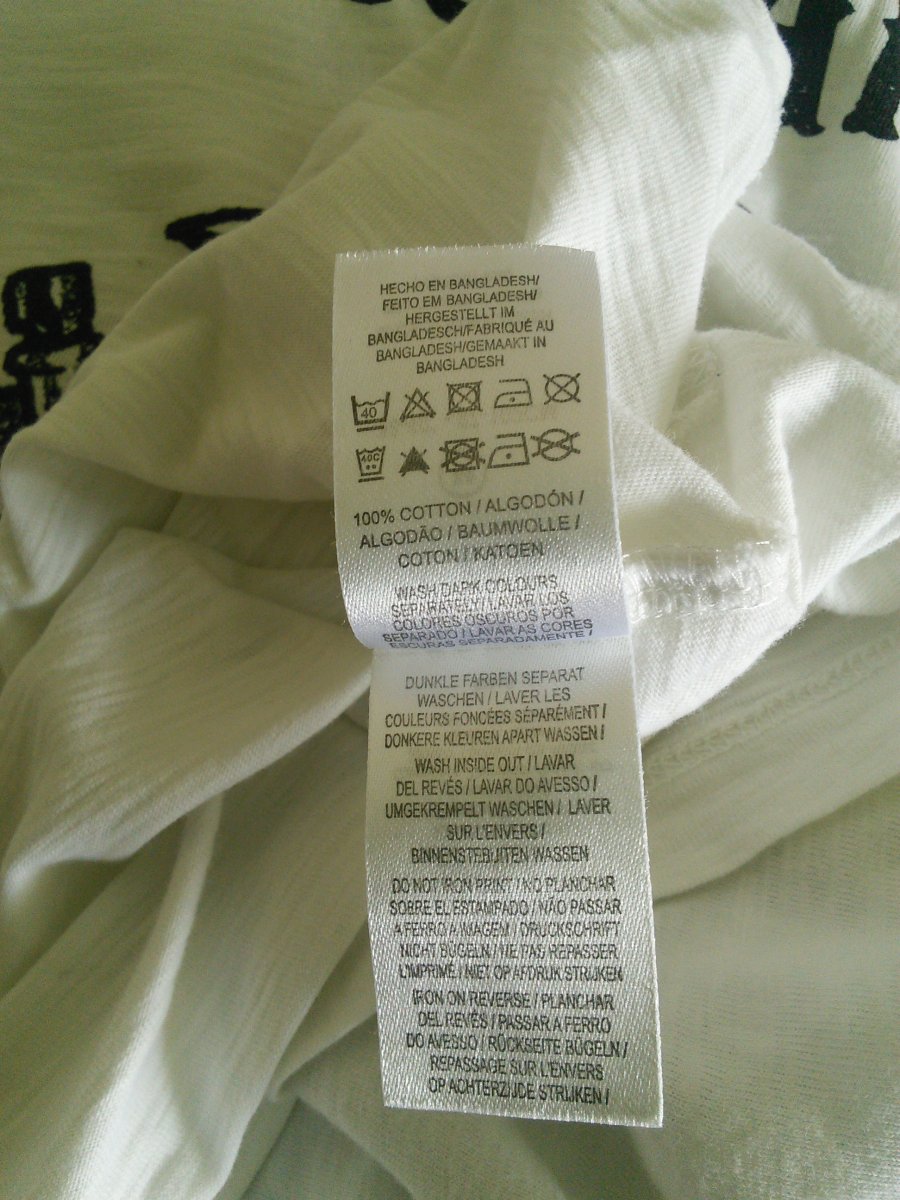 HECHO EN BANGLADESH/
FEITO EM BANGLADESH/
HERGESTELLT IM
BANGLADESCH/FABRIQUÉ AU
BANGLADESH/GEMAAKT IN
BANGLADESH
40
40C
100% COTTON / ALGODÓN /
ALGODÃO / BAUMWOLLE /
COTON / KATOEN
WASH DARK COLOURS
SEPARATELY/ LAVAR LOS
COLORES OSCUROS POR
SEPARADO / LAVAR AS CORES
ESCURAS SEPARADAMENTE /
DUNKLE FARBEN SEPARAT
WASCHEN / LAVER LES
COULEURS FONCÉES SÉPARÉMENT /
DONKERE KLEUREN APART WASSEN /
WASH INSIDE OUT / LAVAR
DEL REVÉS / LAVAR DO AVESSO /
UMGEKREMPELT WASCHEN / LAVER
SUR L'ENVERS /
BINNENSTEBUITEN WASSEN
DO NOT IRON PRINT / NO PLANCHAR
SOBRE EL ESTAMPADO / NÃO PASSAR
A FERRO A IMAGEM / DRUCKSCHRIFT
NICHT BÜGELN / NE PAS REPASSER
L'IMPRIMÉ / NIET OP AFDRUK STRIJKEN
IRON ON REVERSE / PLANCHAR
DEL REVÉS / PASSAR A FERRO
DO AVESSO / RÜCKSEITE BÜGELN /
REPASSAGE SUR L'ENVERS
OP ACHTERZIJDE STRIJKEN /